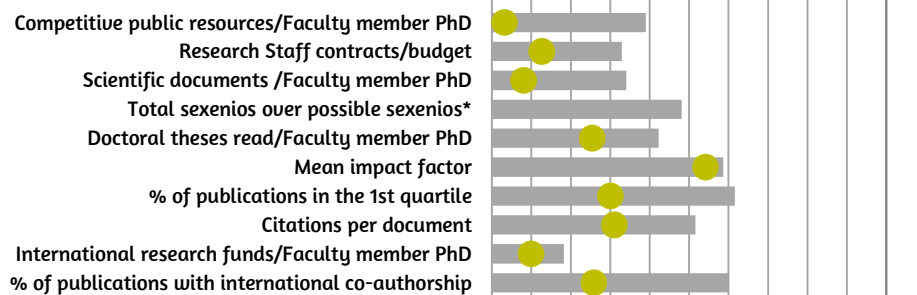 Competitive public resources/Faculty member PhD
Research Staff contracts/budget
Scientific documents /Faculty member PhD
Total sexenios over possible sexenios*
Doctoral theses read/Faculty member PhD
Mean impact factor
% of publications in the 1st quartile
Citations per document
International research funds/Faculty member PhD
% of publications with international co-authorship